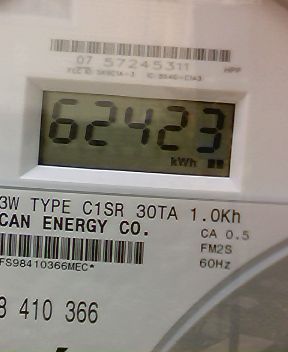 07 57245311
HPP
62423
kWh
3W TYPE C1SR 30TA 1.0Kh
CAN ENERGY CO.
CA 0.5
FM2S
60Hz
FS98410366MEC*
8 410 366